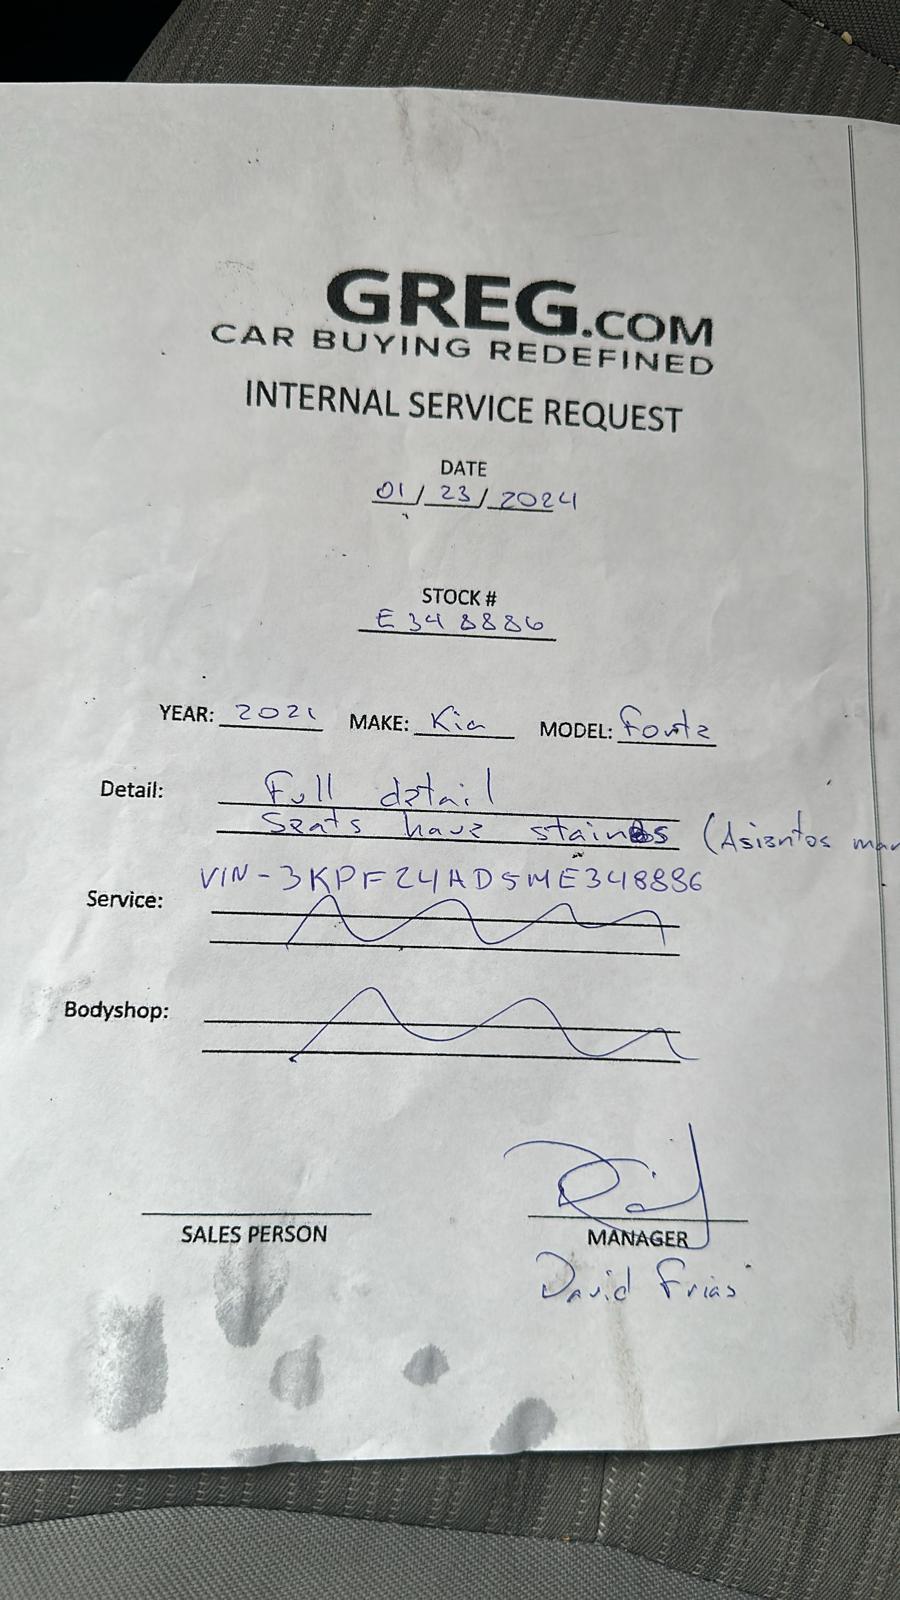 GREG.COM
CAR BUYING REDEFINED
INTERNAL SERVICE REQUEST
DATE
01/23/2024
STOCK #
E348886
YEAR: 2021 MAKE: Kia MODEL: Forte
Detail: Full detail
Seats have stains (Asientos
VIN-3KPF24AD5ME348886
Service:
Bodyshop:
SALES PERSON
MANAGER
David Frias